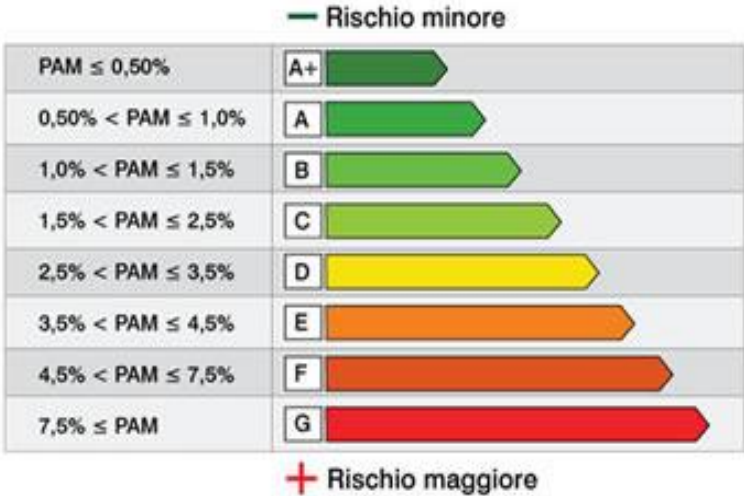 — Rischio minore
PAM ≤ 0,50% A+
0,50% < PAM ≤ 1,0% A
1,0% < PAM ≤ 1,5% B
1,5% < PAM ≤ 2,5% C
2,5% < PAM ≤ 3,5% D
3,5% < PAM ≤ 4,5% E
4,5% < PAM ≤ 7,5% F
7,5% ≤ PAM G
+ Rischio maggiore